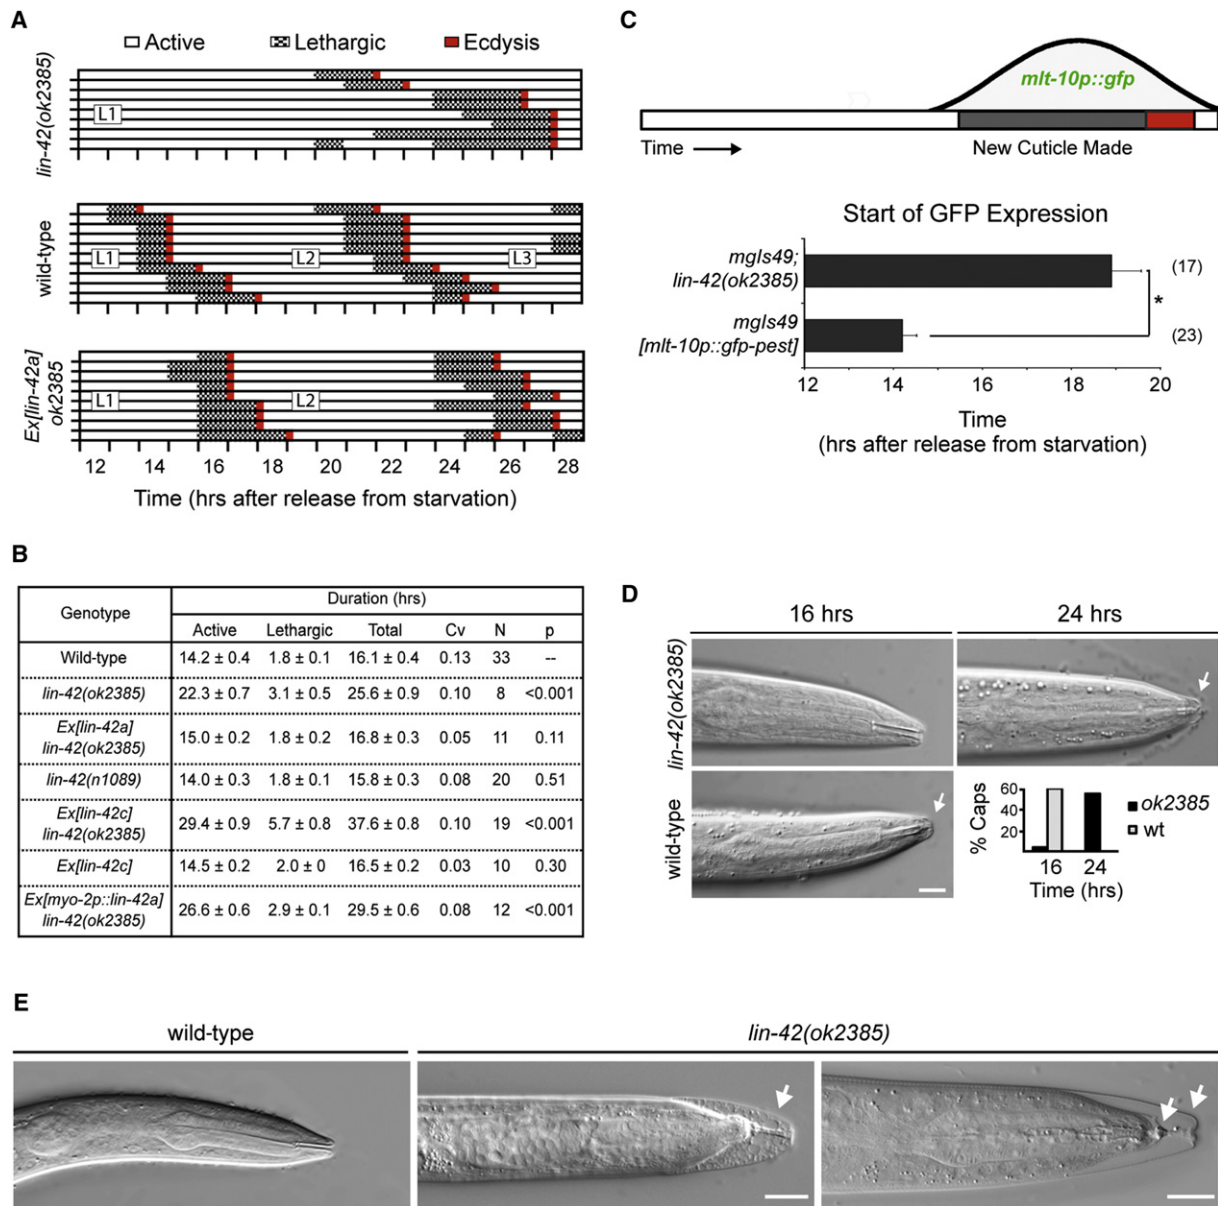 A
Active
Lethargic
Ecdysis
lin-42(ok2385)
L1
wild-type
L1
L2
L3
Ex[lin-42a]
ok2385
L1
L2
12 14 16 18 20 22 24 26 28
Time (hrs after release from starvation)
B
Genotype
Duration (hrs)
Active Lethargic Total Cv N p
Wild-type 14.2 ± 0.4 1.8 ± 0.1 16.1 ± 0.4 0.13 33 --
lin-42(ok2385) 22.3 ± 0.7 3.1 ± 0.5 25.6 ± 0.9 0.10 8 <0.001
Ex[lin-42a]
lin-42(ok2385) 15.0 ± 0.2 1.8 ± 0.2 16.8 ± 0.3 0.05 11 0.11
lin-42(n1089) 14.0 ± 0.3 1.8 ± 0.1 15.8 ± 0.3 0.08 20 0.51
Ex[lin-42c]
lin-42(ok2385) 29.4 ± 0.9 5.7 ± 0.8 37.6 ± 0.8 0.10 19 <0.001
Ex[lin-42c] 14.5 ± 0.2 2.0 ± 0 16.5 ± 0.2 0.03 10 0.30
Ex[myo-2p::lin-42a]
lin-42(ok2385) 26.6 ± 0.6 2.9 ± 0.1 29.5 ± 0.6 0.08 12 <0.001
C
mlt-10p::gfp
Time
New Cuticle Made
Start of GFP Expression
mgIs49;
lin-42(ok2385)
(17)
*
mgIs49
[mlt-10p::gfp-pest]
(23)
12 14 16 18 20
Time
(hrs after release from starvation)
D
16 hrs
24 hrs
lin-42(ok2385)
wild-type
% Caps
60
40
20
ok2385
wt
16 24
Time (hrs)
E
wild-type
lin-42(ok2385)